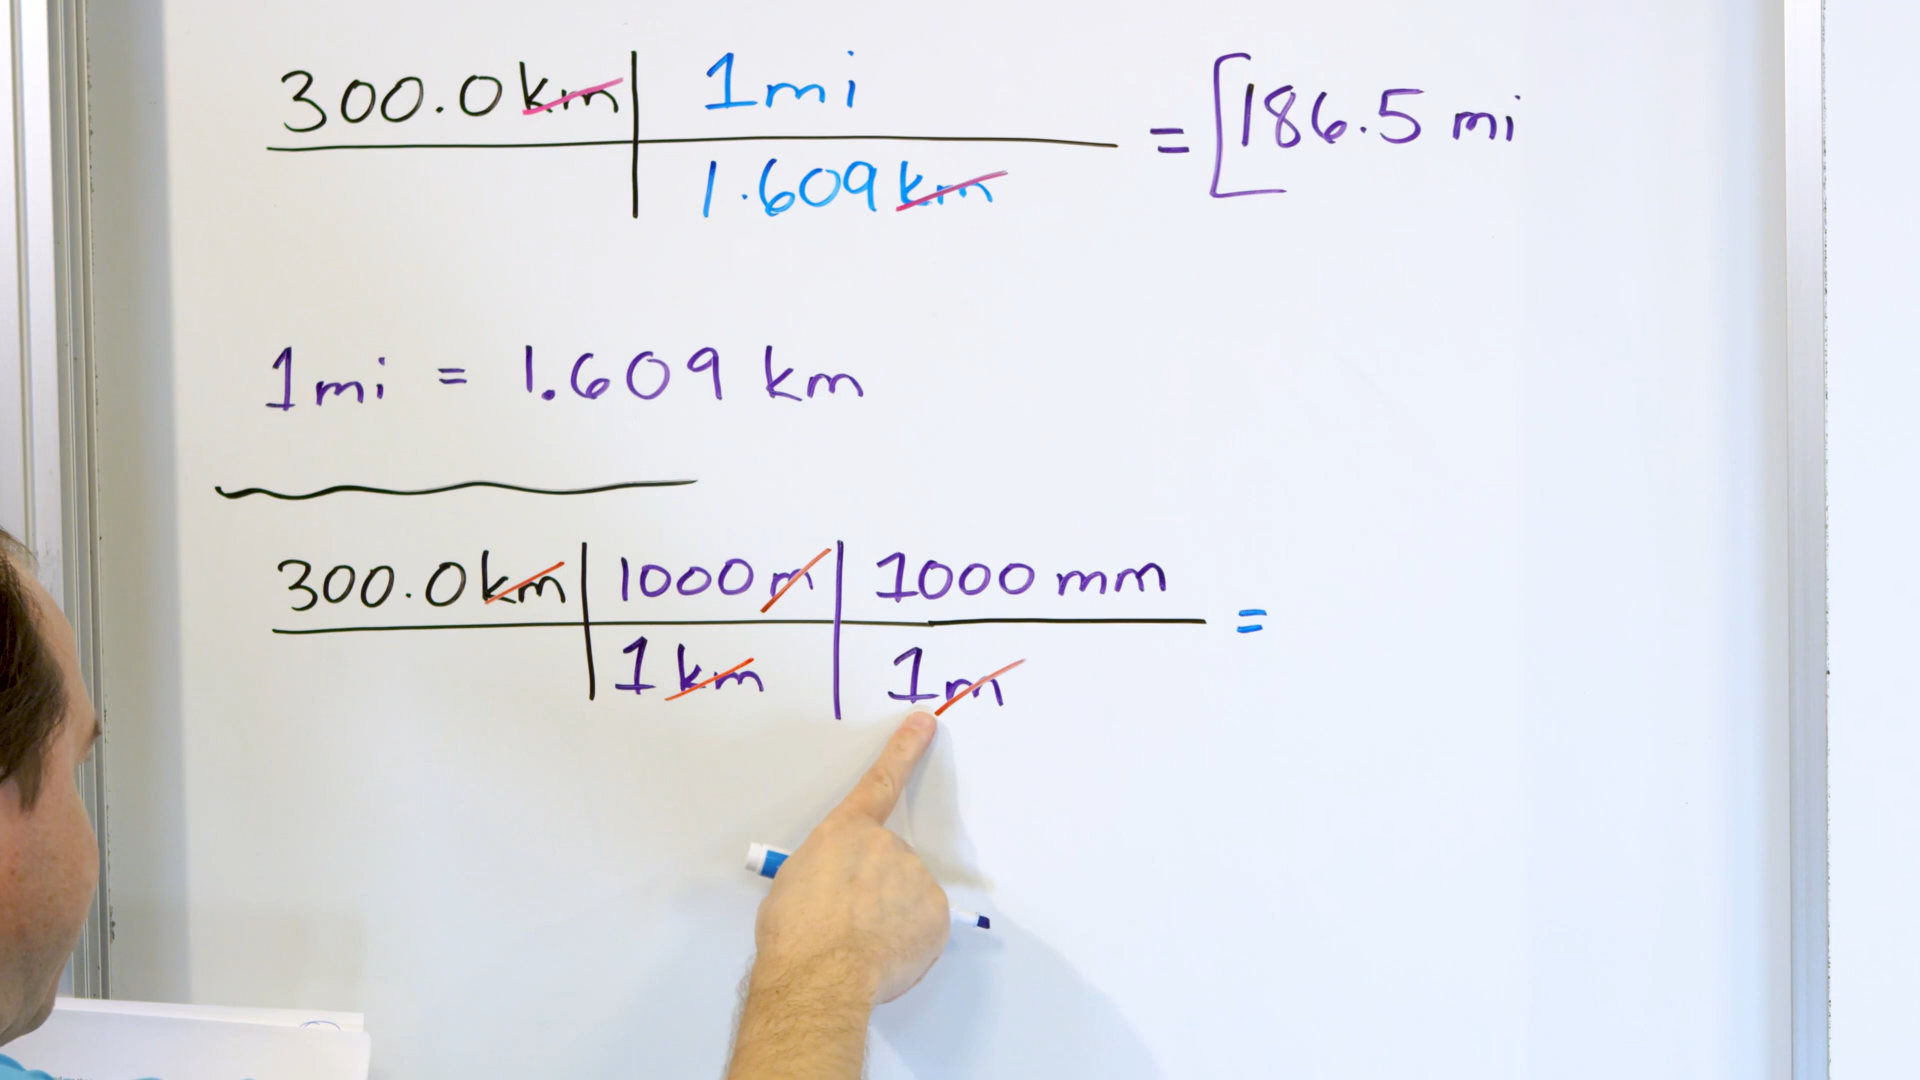 300.0 km | 1 mi = [186.5 mi
1.609 km
1 mi = 1.609 km
300.0 km | 1000 m | 1000 mm =
1 km | 1 m